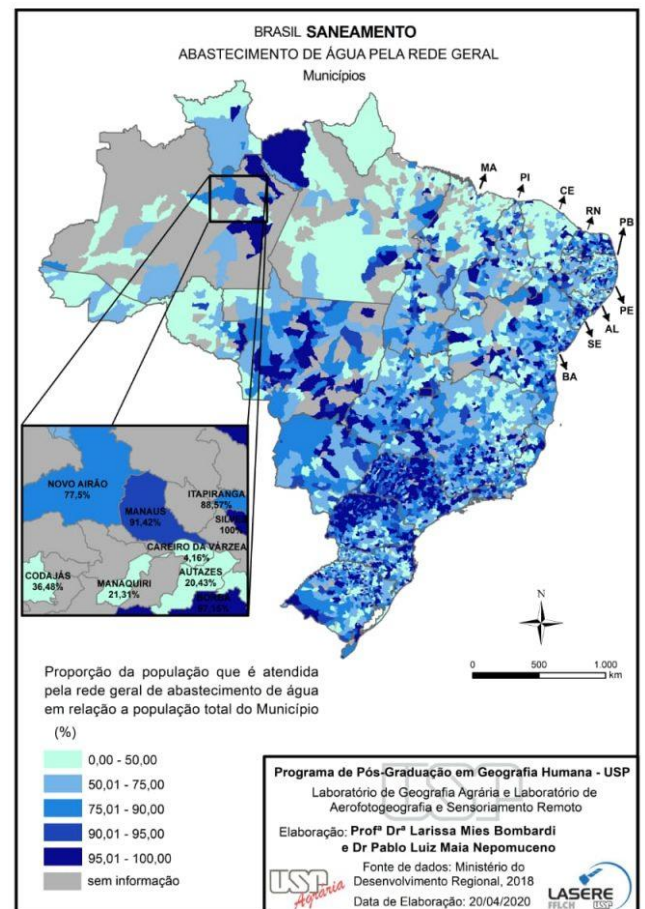 BRASIL SANEAMENTO
ABASTECIMENTO DE ÁGUA PELA REDE GERAL
Municípios
MA
PI
CE
RN
PB
PE
AL
SE
BA
NOVO AIRÃO
77,5%
MANAUS
91,42%
ITAPIRANGA
88,57%
100%
CAREIRO DA VÁRZEA
4,16%
CODAJÁS
36,48%
MANAQUIRI
21,31%
AUTAZES
20,43%
N
0 500 1.000
km
Proporção da população que é atendida
pela rede geral de abastecimento de água
em relação a população total do Município
(%)
0,00 - 50,00
50,01 - 75,00
75,01 - 90,00
90,01 - 95,00
95,01 - 100,00
sem informação
Programa de Pós-Graduação em Geografia Humana - USP
Laboratório de Geografia Agrária e Laboratório de
Aerofotogeografia e Sensoriamento Remoto
Elaboração: Profª Drª Larissa Mies Bombardi
e Dr Pablo Luiz Maia Nepomuceno
Fonte de dados: Ministério do
Desenvolvimento Regional, 2018
Data de Elaboração: 20/04/2020
USP
Agrária
LASERE
FFLCH USP